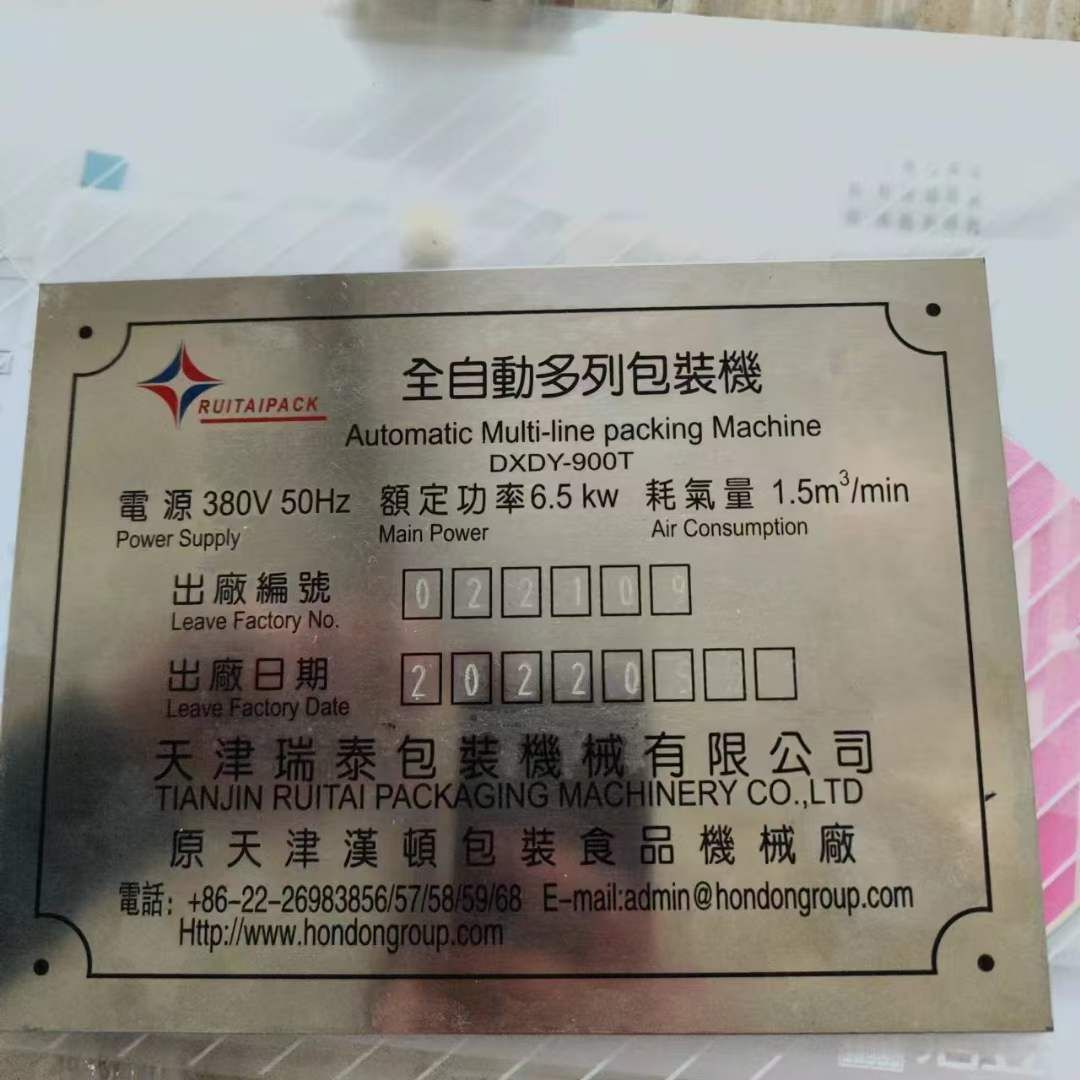 RUITAIPACK
全自動多列包裝機
Automatic Multi-line packing Machine
DXDY-900T
電源 380V 50Hz 額定功率6.5 kw 耗氣量 1.5m³/min
Power Supply Main Power Air Consumption
出廠編號 022109
Leave Factory No.
出廠日期 202205
Leave Factory Date
天津瑞泰包裝機械有限公司
TIANJIN RUITAI PACKAGING MACHINERY CO.,LTD
原天津漢頓包裝食品機械廠
電話: +86-22-26983856/57/58/59/68 E-mail:admin@hondongroup.com
Http://www.hondongroup.com